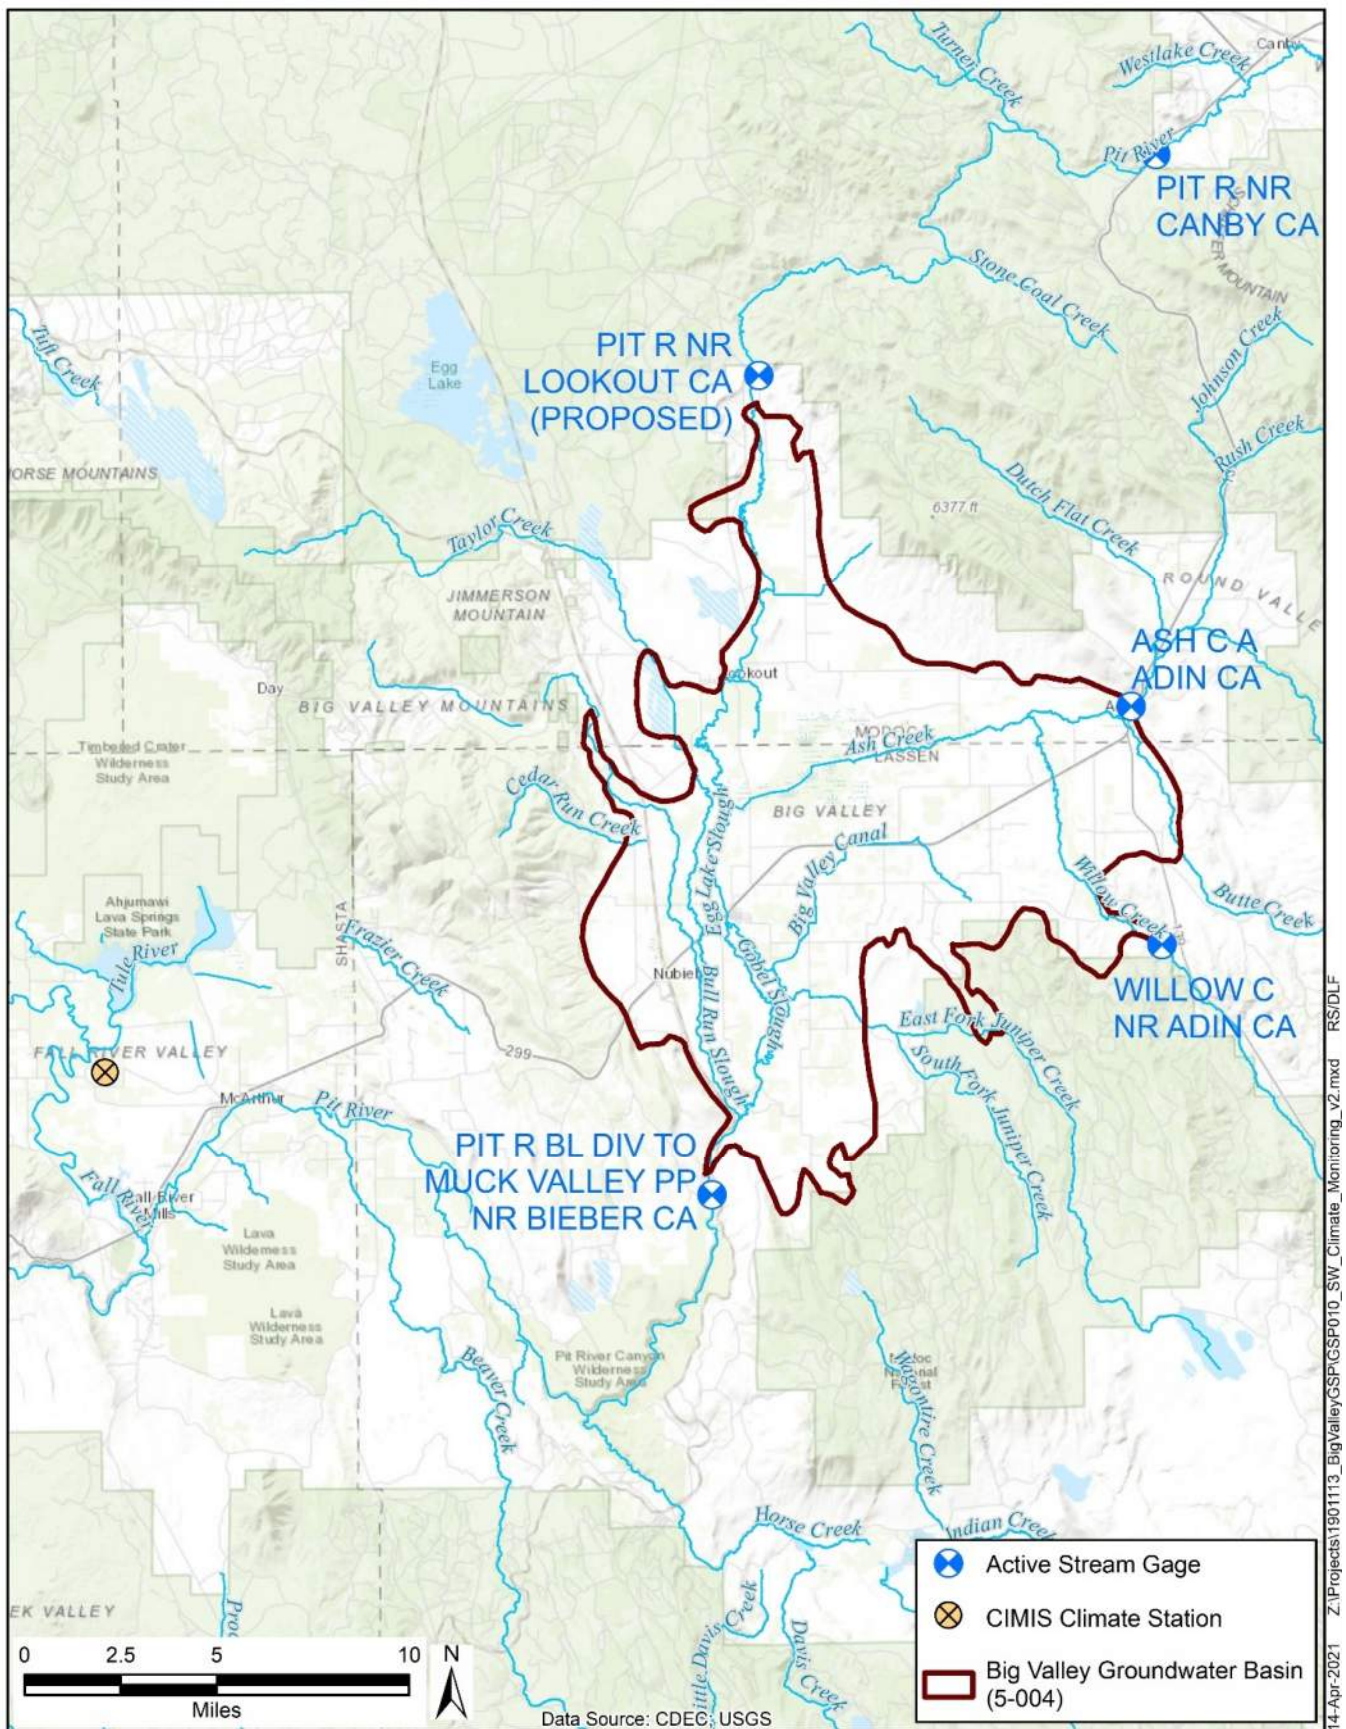 Turner Creek
Westlake Creek
Canby
Pit River
PIT R NR
CANBY CA
Stone Coal Creek
Tuft Creek
Egg
Lake
PIT R NR
LOOKOUT CA
(PROPOSED)
Johnson Creek
Rush Creek
ORSE MOUNTAINS
6377 ft
Dutch Flat Creek
Taylor Creek
JIMMERSON
MOUNTAIN
ROUND VALLE
ASH C A
ADIN CA
ookout
Day
BIG VALLEY MOUNTAINS
MODOC
LASSEN
Ash Creek
Timbered Crater
Wilderness
Study Area
Cedar Run Creek
Egg Lake Slough
BIG VALLEY
Big Valley Canal
Willow Creek
Butte Creek
Ahjumawi
Lava Springs
State Park
SHASTA
Tule River
Frazier Creek
139
Nubie
Gobel Slough
Bull Run Slough
WILLOW C
NR ADIN CA
East Fork Juniper Creek
South Fork Juniper Creek
FALL RIVER VALLEY
299
McArthur
Pit River
PIT R BL DIV TO
MUCK VALLEY PP
NR BIEBER CA
Fall River
all River
Mills
Lava
Wilderness
Study Area
Lava
Wilderness
Study Area
Pit River Canyon
Wilderness
Study Area
Beaver Creek
Wagontire Creek
Horse Creek
Indian Creek
EK VALLEY
ittle Davis Creek
Davis Creek
0 2.5 5 10
Miles
N
Data Source: CDEC; USGS
Active Stream Gage
CIMIS Climate Station
Big Valley Groundwater Basin
(5-004)
14-Apr-2021 Z:\Projects\1901113_BigValleyGSP\GSP010_SW_Climate_Monitoring_v2.mxd RS/DLF